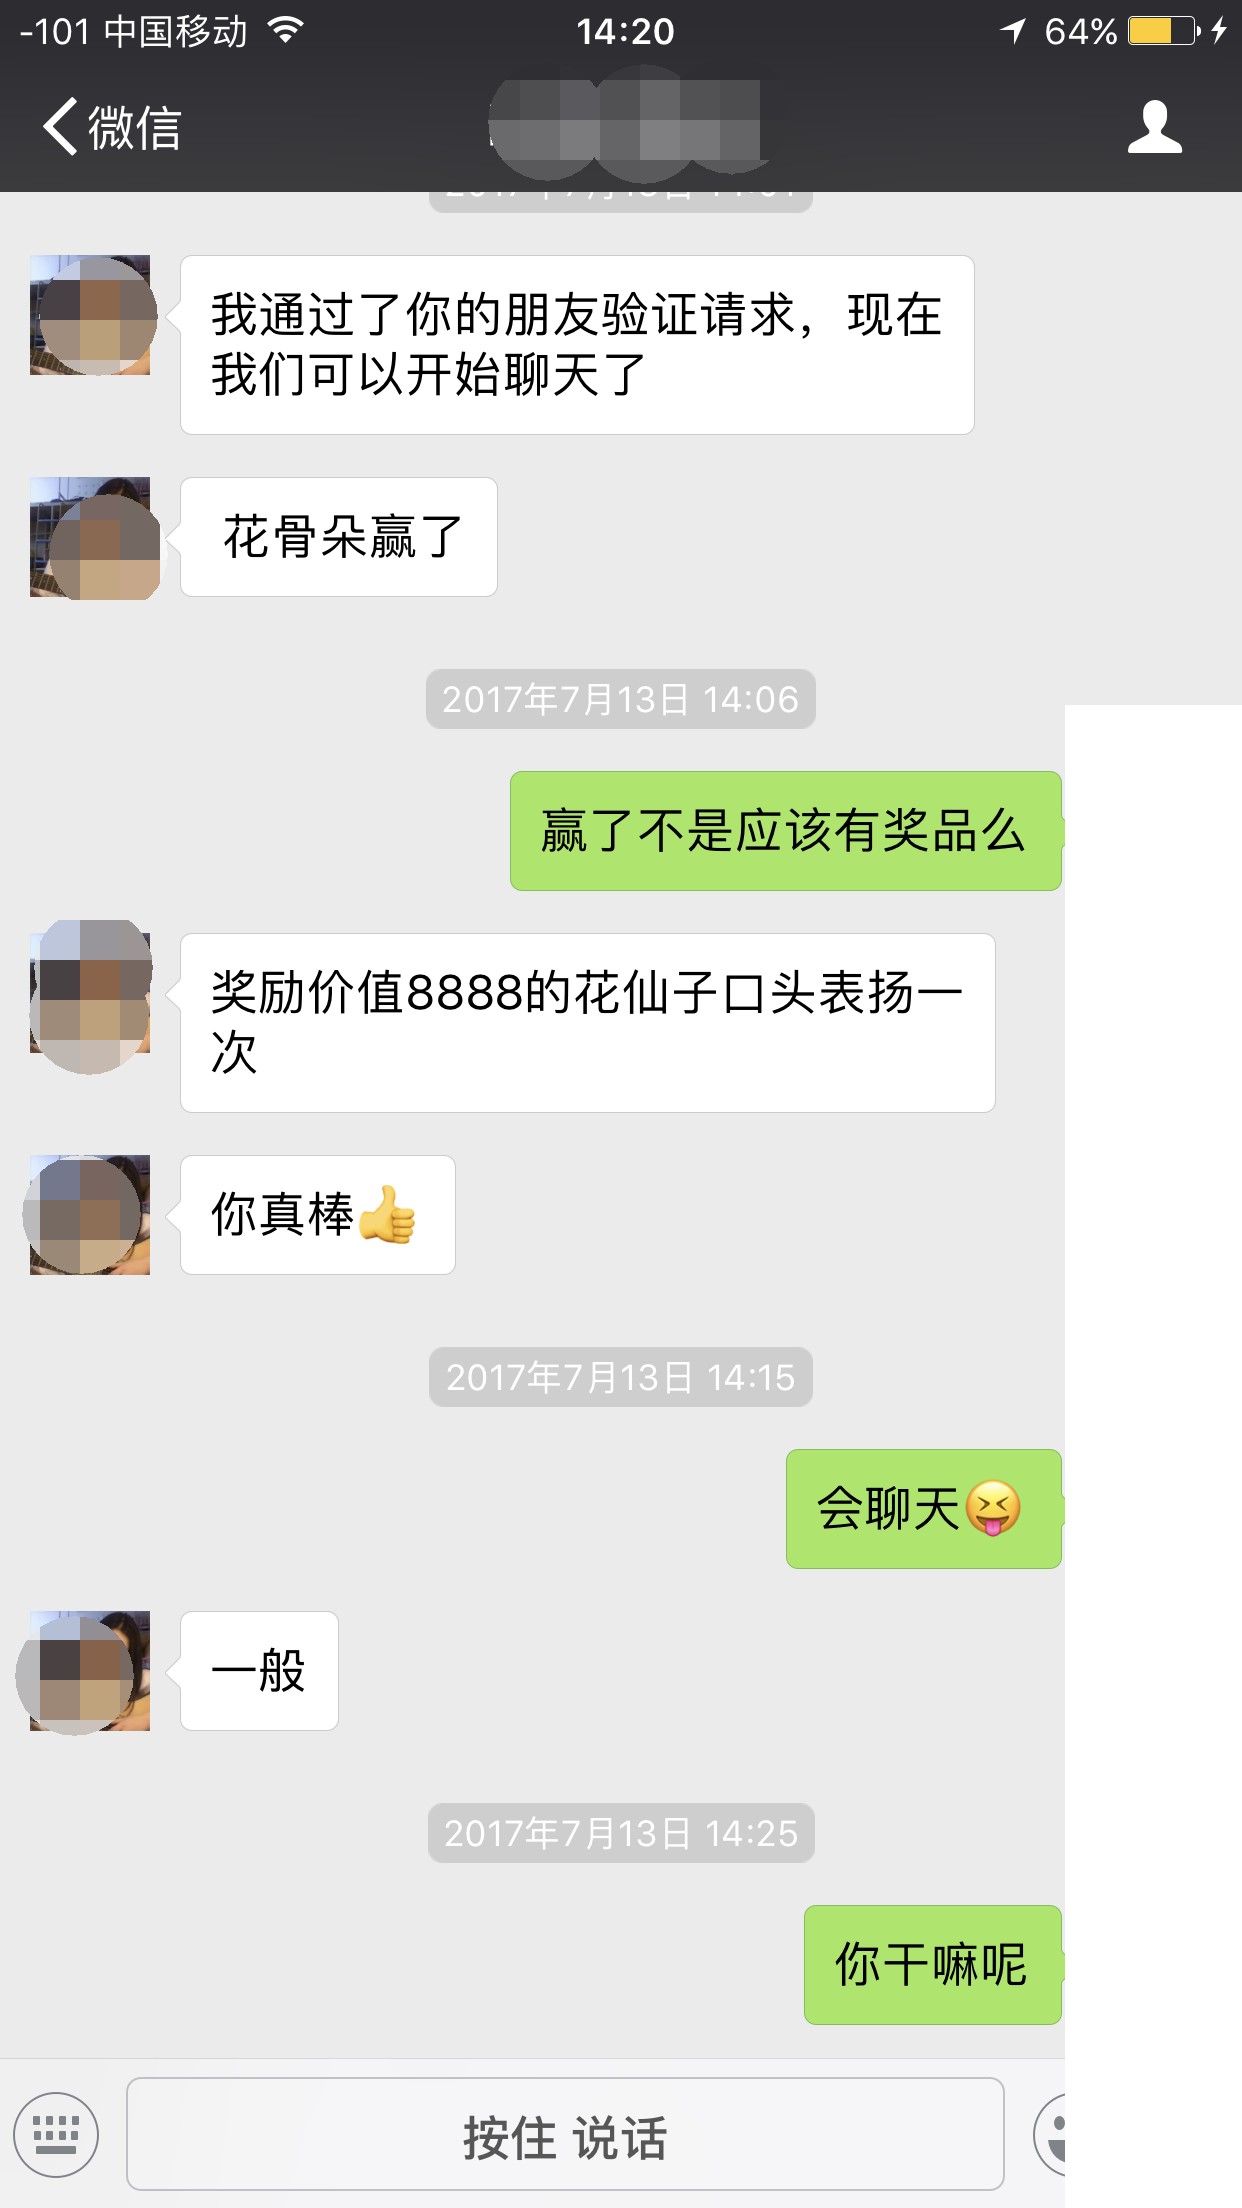 -101 中国移动 14:20 64%
微信
我通过了你的朋友验证请求，现在
我们可以开始聊天了
花骨朵赢了
2017年7月13日 14:06
赢了不是应该有奖品么
奖励价值8888的花仙子口头表扬一
次
你真棒👍
2017年7月13日 14:15
会聊天😝
一般
2017年7月13日 14:25
你干嘛呢
按住 说话